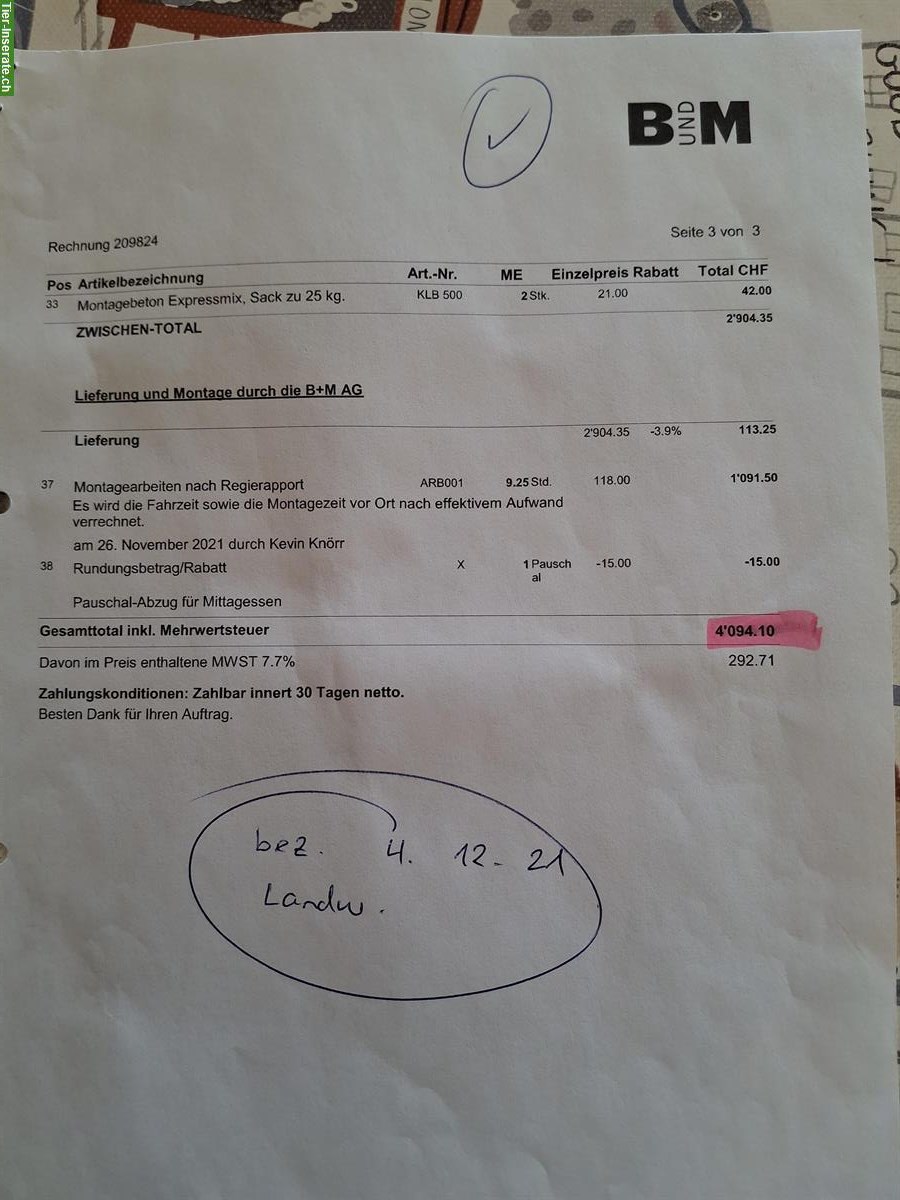 Tier-Inserate.ch
B UND M
Rechnung 209824
Seite 3 von 3
Pos Artikelbezeichnung Art.-Nr. ME Einzelpreis Rabatt Total CHF
33 Montagebeton Expressmix, Sack zu 25 kg. KLB 500 2 Stk. 21.00 42.00
ZWISCHEN-TOTAL 2'904.35
Lieferung und Montage durch die B+M AG
Lieferung 2'904.35 -3.9% 113.25
37 Montagearbeiten nach Regierapport ARB001 9.25 Std. 118.00 1'091.50
Es wird die Fahrzeit sowie die Montagezeit vor Ort nach effektivem Aufwand
verrechnet.
am 26. November 2021 durch Kevin Knörr
38 Rundungsbetrag/Rabatt X 1 Pausch -15.00 -15.00
al
Pauschal-Abzug für Mittagessen
Gesamttotal inkl. Mehrwertsteuer 4'094.10
Davon im Preis enthaltene MWST 7.7% 292.71
Zahlungskonditionen: Zahlbar innert 30 Tagen netto.
Besten Dank für Ihren Auftrag.
bez. 4. 12. 21
Landw.